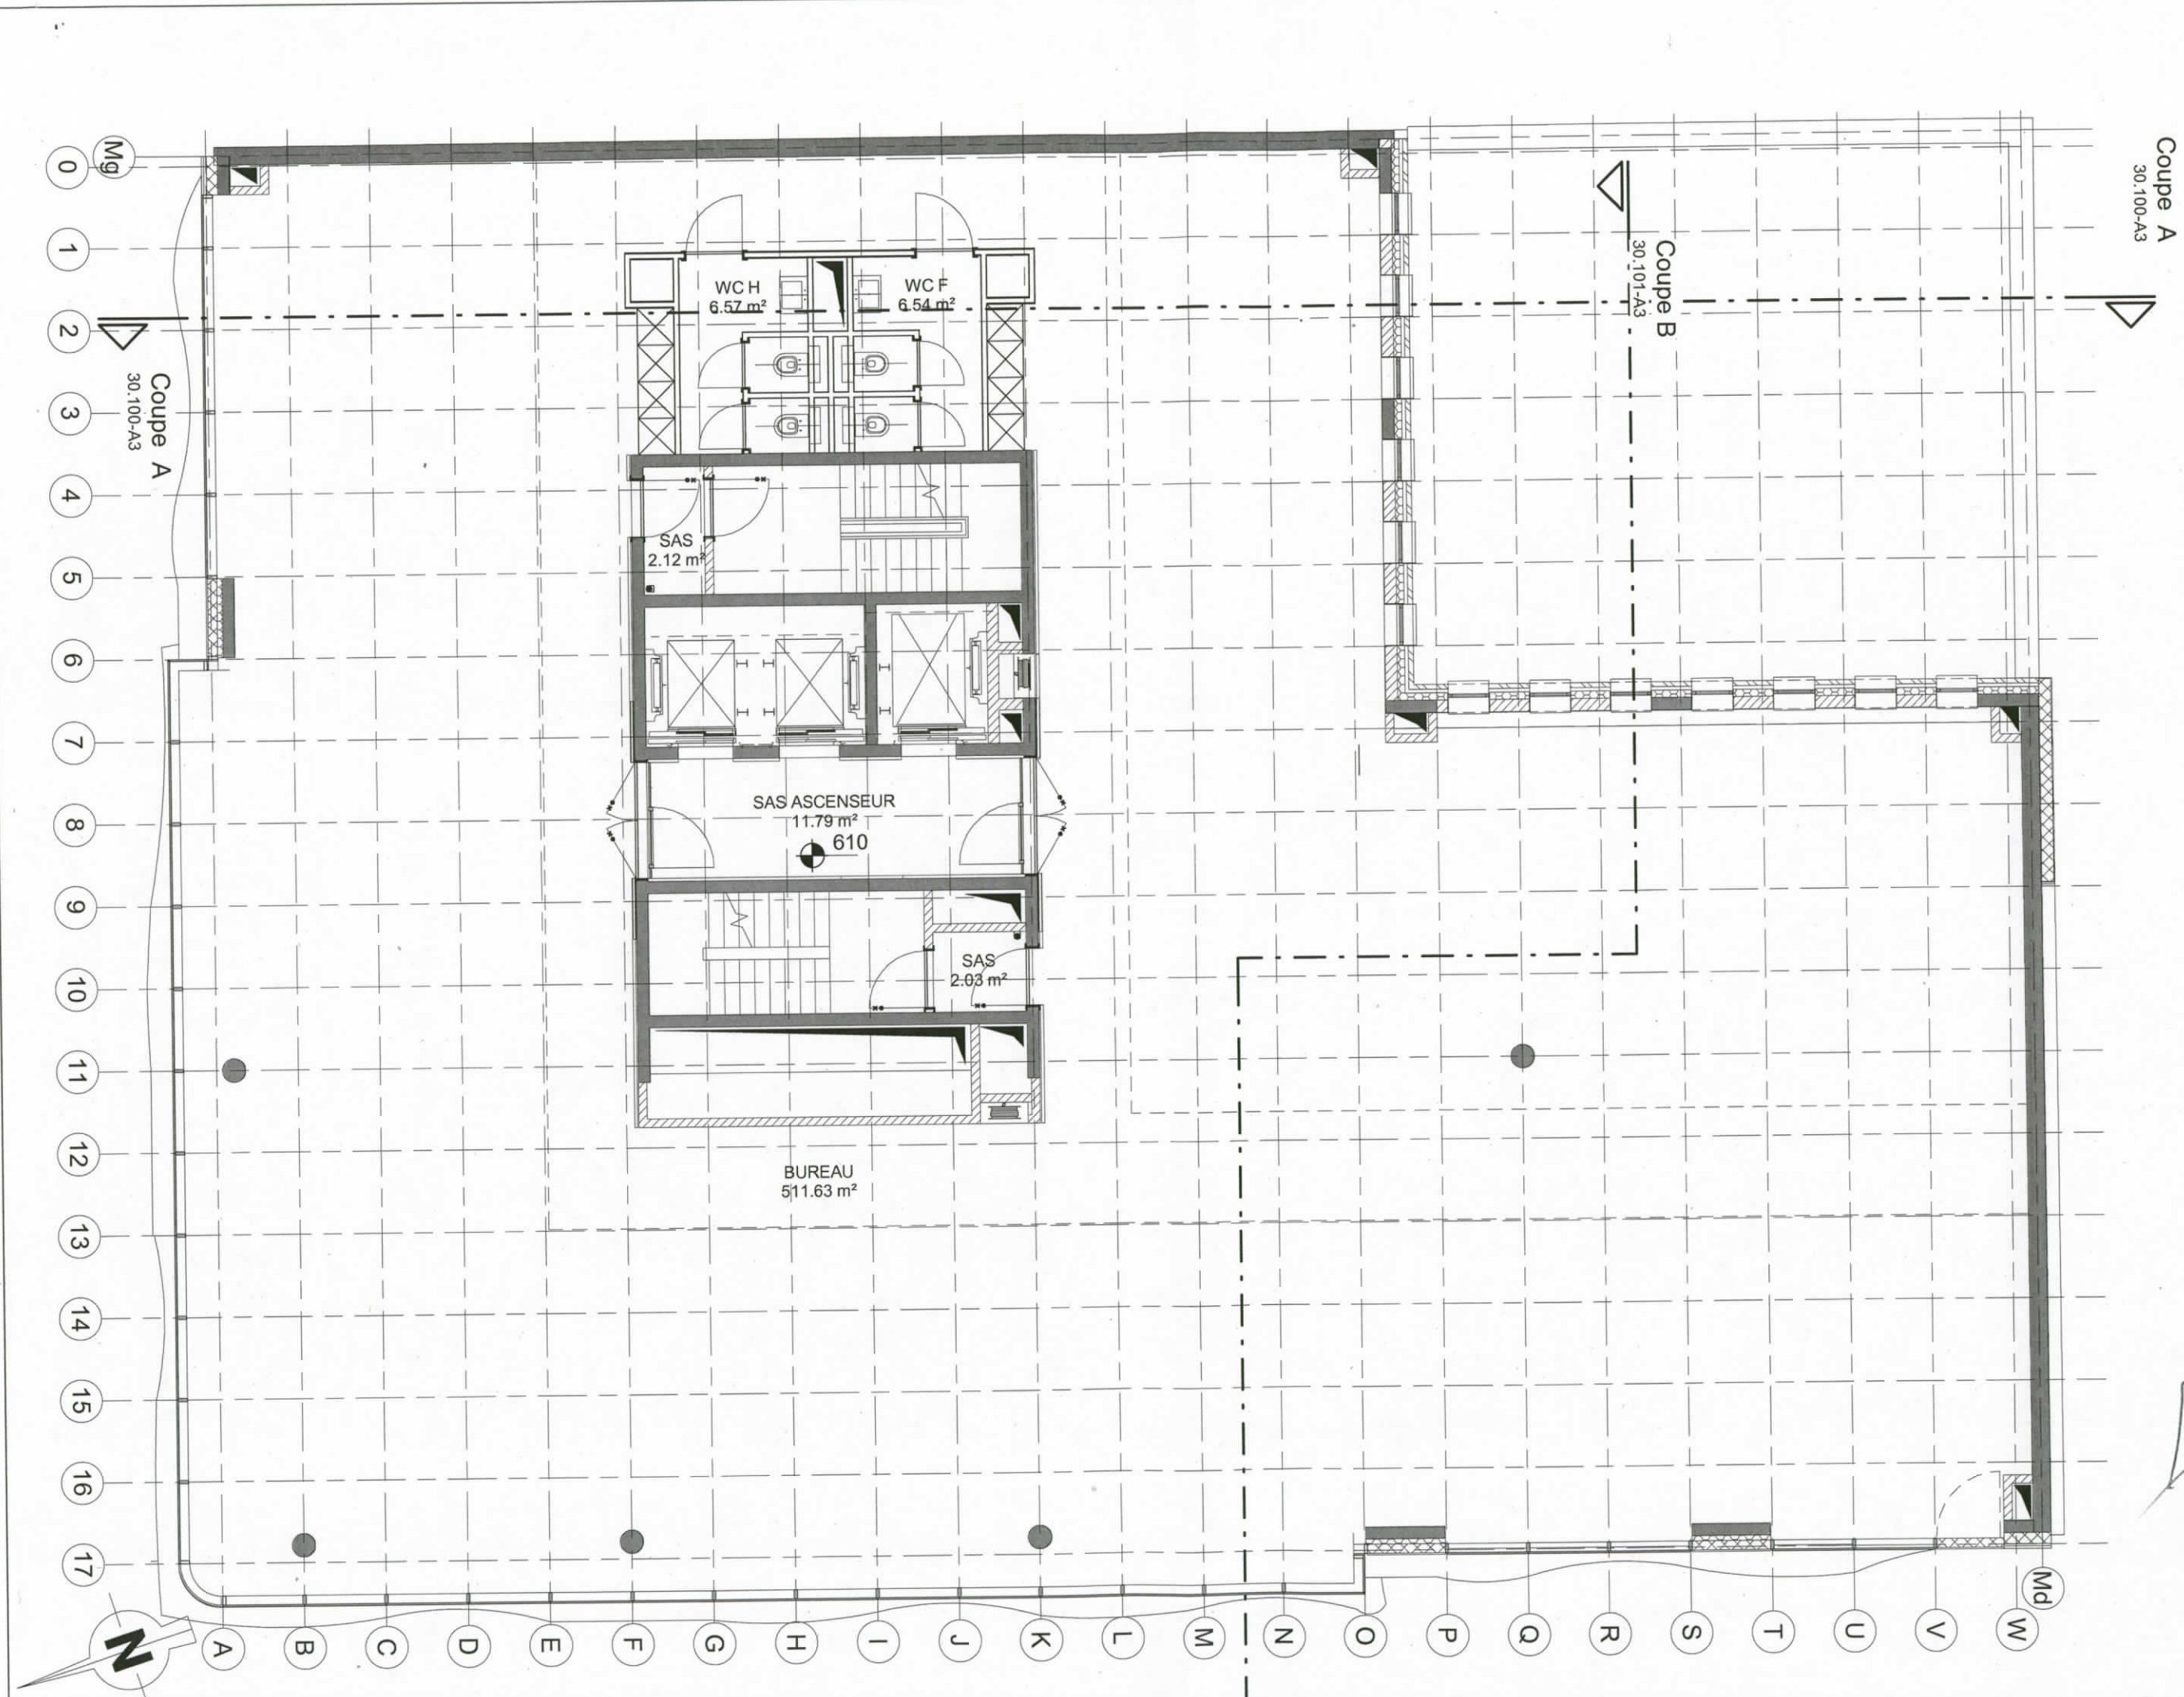 Mg
0
1
2
3
4
5
6
7
8
9
10
11
12
13
14
15
16
17
Coupe A
30.100-A3
Coupe A
30.100-A3
Coupe B
30.101-A3
WC H
6.57 m²
WC F
6.54 m²
SAS
2.12 m²
SAS ASCENSEUR
11.79 m²
610
SAS
2.03 m²
BUREAU
511.63 m²
Md
N
A
B
C
D
E
F
G
H
I
J
K
L
M
N
O
P
Q
R
S
T
U
V
W